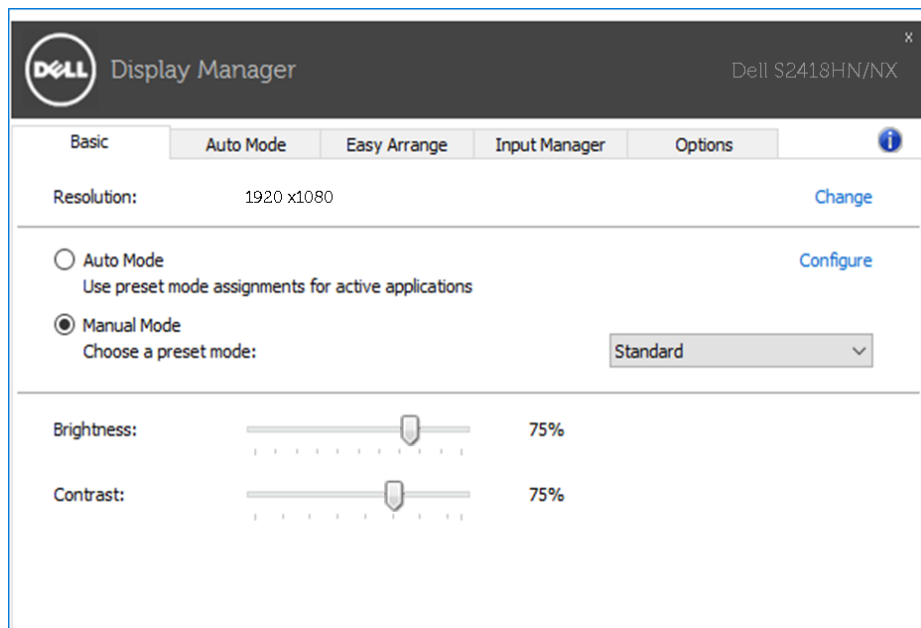 x
DELL Display Manager Dell S2418HN/NX
Basic Auto Mode Easy Arrange Input Manager Options i
Resolution: 1920 x1080 Change
Auto Mode Configure
Use preset mode assignments for active applications
Manual Mode
Choose a preset mode: Standard
Brightness: 75%
Contrast: 75%